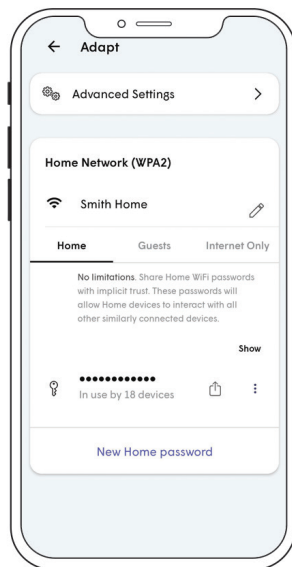 Adapt
Advanced Settings
Home Network (WPA2)
Smith Home
Home Guests Internet Only
No limitations. Share Home WiFi passwords
with implicit trust. These passwords will
allow Home devices to interact with all
other similarly connected devices.
Show
••••••••••••
In use by 18 devices
New Home password